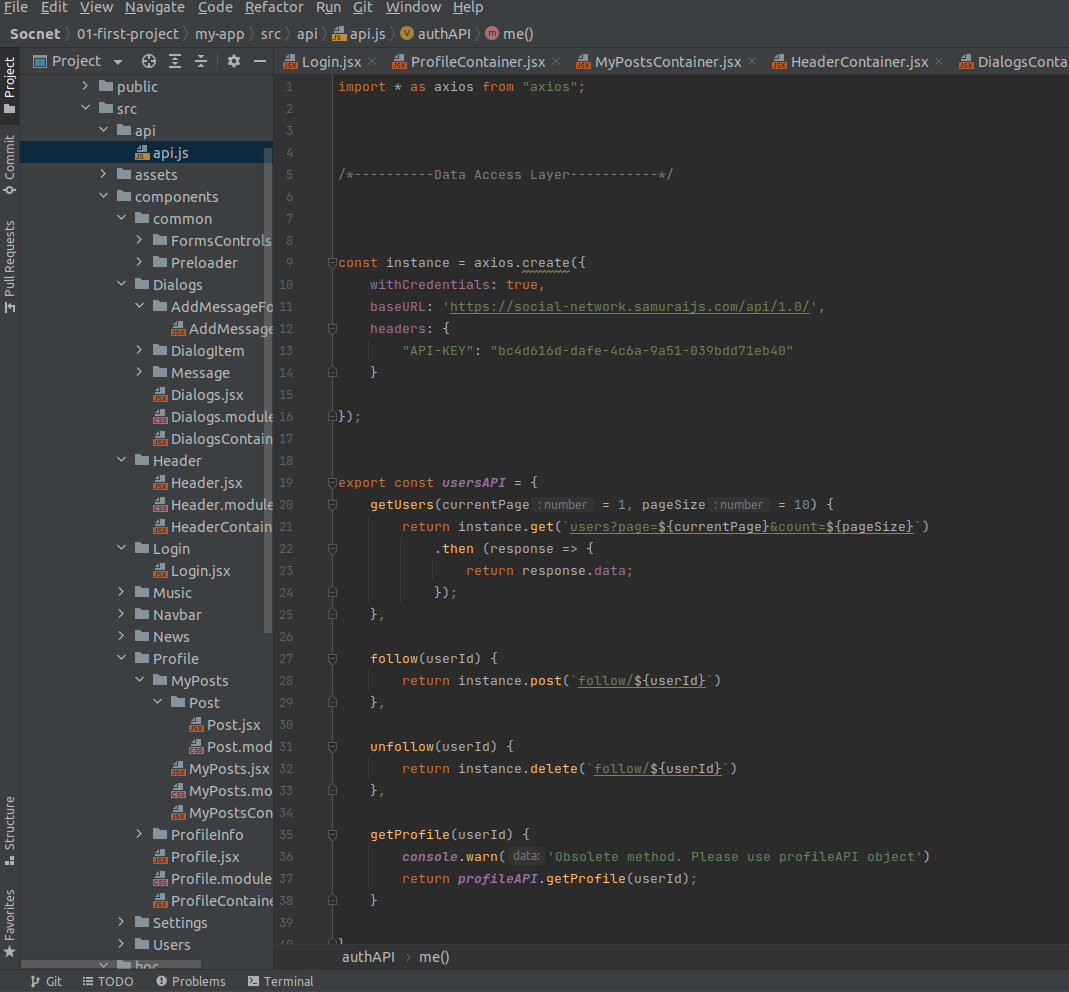 File Edit View Navigate Code Refactor Run Git Window Help
Socnet 01-first-project my-app src api api.js authAPI me()
Project
Login.jsx ProfileContainer.jsx MyPostsContainer.jsx HeaderContainer.jsx DialogsConta
Project
Commit
Pull Requests
Structure
Favorites
public
src
api
api.js
assets
components
common
FormsControls
Preloader
Dialogs
AddMessageFo
AddMessage
DialogItem
Message
Dialogs.jsx
Dialogs.module
DialogsContain
Header
Header.jsx
Header.module
HeaderContain
Login
Login.jsx
Music
Navbar
News
Profile
MyPosts
Post
Post.jsx
Post.mod
MyPosts.jsx
MyPosts.mo
MyPostsCon
ProfileInfo
Profile.jsx
Profile.module
ProfileContaine
Settings
Users
hoc
1 import * as axios from "axios";
2
3
4
5 /*----------Data Access Layer-----------*/
6
7
8
9 const instance = axios.create({
10 withCredentials: true,
11 baseURL: 'https://social-network.samuraijs.com/api/1.0/',
12 headers: {
13 "API-KEY": "bc4d616d-dafe-4c6a-9a51-039bdd71eb40"
14 }
15
16 });
17
18
19 export const usersAPI = {
20 getUsers(currentPage : number = 1, pageSize : number = 10) {
21 return instance.get(`users?page=${currentPage}&count=${pageSize}`)
22 .then (response => {
23 return response.data;
24 });
25 },
26
27 follow(userId) {
28 return instance.post(`follow/${userId}`)
29 },
30
31 unfollow(userId) {
32 return instance.delete(`follow/${userId}`)
33 },
34
35 getProfile(userId) {
36 console.warn( data: 'Obsolete method. Please use profileAPI object')
37 return profileAPI.getProfile(userId);
38 }
39
40 }
authAPI me()
Git TODO Problems Terminal